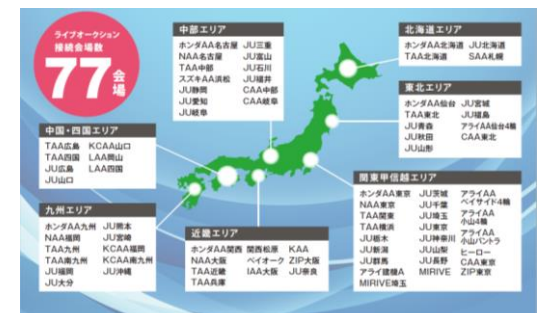 ライブオークション
接続会場数
77会場
中部エリア
ホンダAA名古屋 JU三重
NAA名古屋 JU富山
TAA中部 JU石川
スズキAA浜松 JU福井
JU静岡 CAA中部
JU愛知 CAA岐阜
JU岐阜
北海道エリア
ホンダAA北海道 JU北海道
TAA北海道 SAA札幌
東北エリア
ホンダAA仙台 JU宮城
TAA東北 JU福島
JU青森 アライAA仙台4輪
JU秋田 CAA東北
JU山形
中国・四国エリア
TAA広島 KCAA山口
TAA四国 LAA岡山
JU広島 LAA四国
JU山口
九州エリア
ホンダAA九州 JU熊本
NAA福岡 JU宮崎
TAA九州 KCAA福岡
TAA南九州 KCAA南九州
JU福岡 JU沖縄
JU大分
近畿エリア
ホンダAA関西 関西松原 KAA
NAA大阪 ベイオーク ZIP大阪
TAA近畿 IAA大阪 JU奈良
TAA兵庫
関東甲信越エリア
ホンダAA東京 JU茨城 アライAA
NAA東京 JU千葉 ベイサイド4輪
TAA関東 JU埼玉 アライAA
TAA横浜 JU東京 小山4輪
JU栃木 JU神奈川 アライAA
JU新潟 JU山梨 小山バントラ
JU群馬 JU長野 ヒーロー
アライ建機A MIRIVE CAA東京
MIRIVE埼玉 ZIP東京